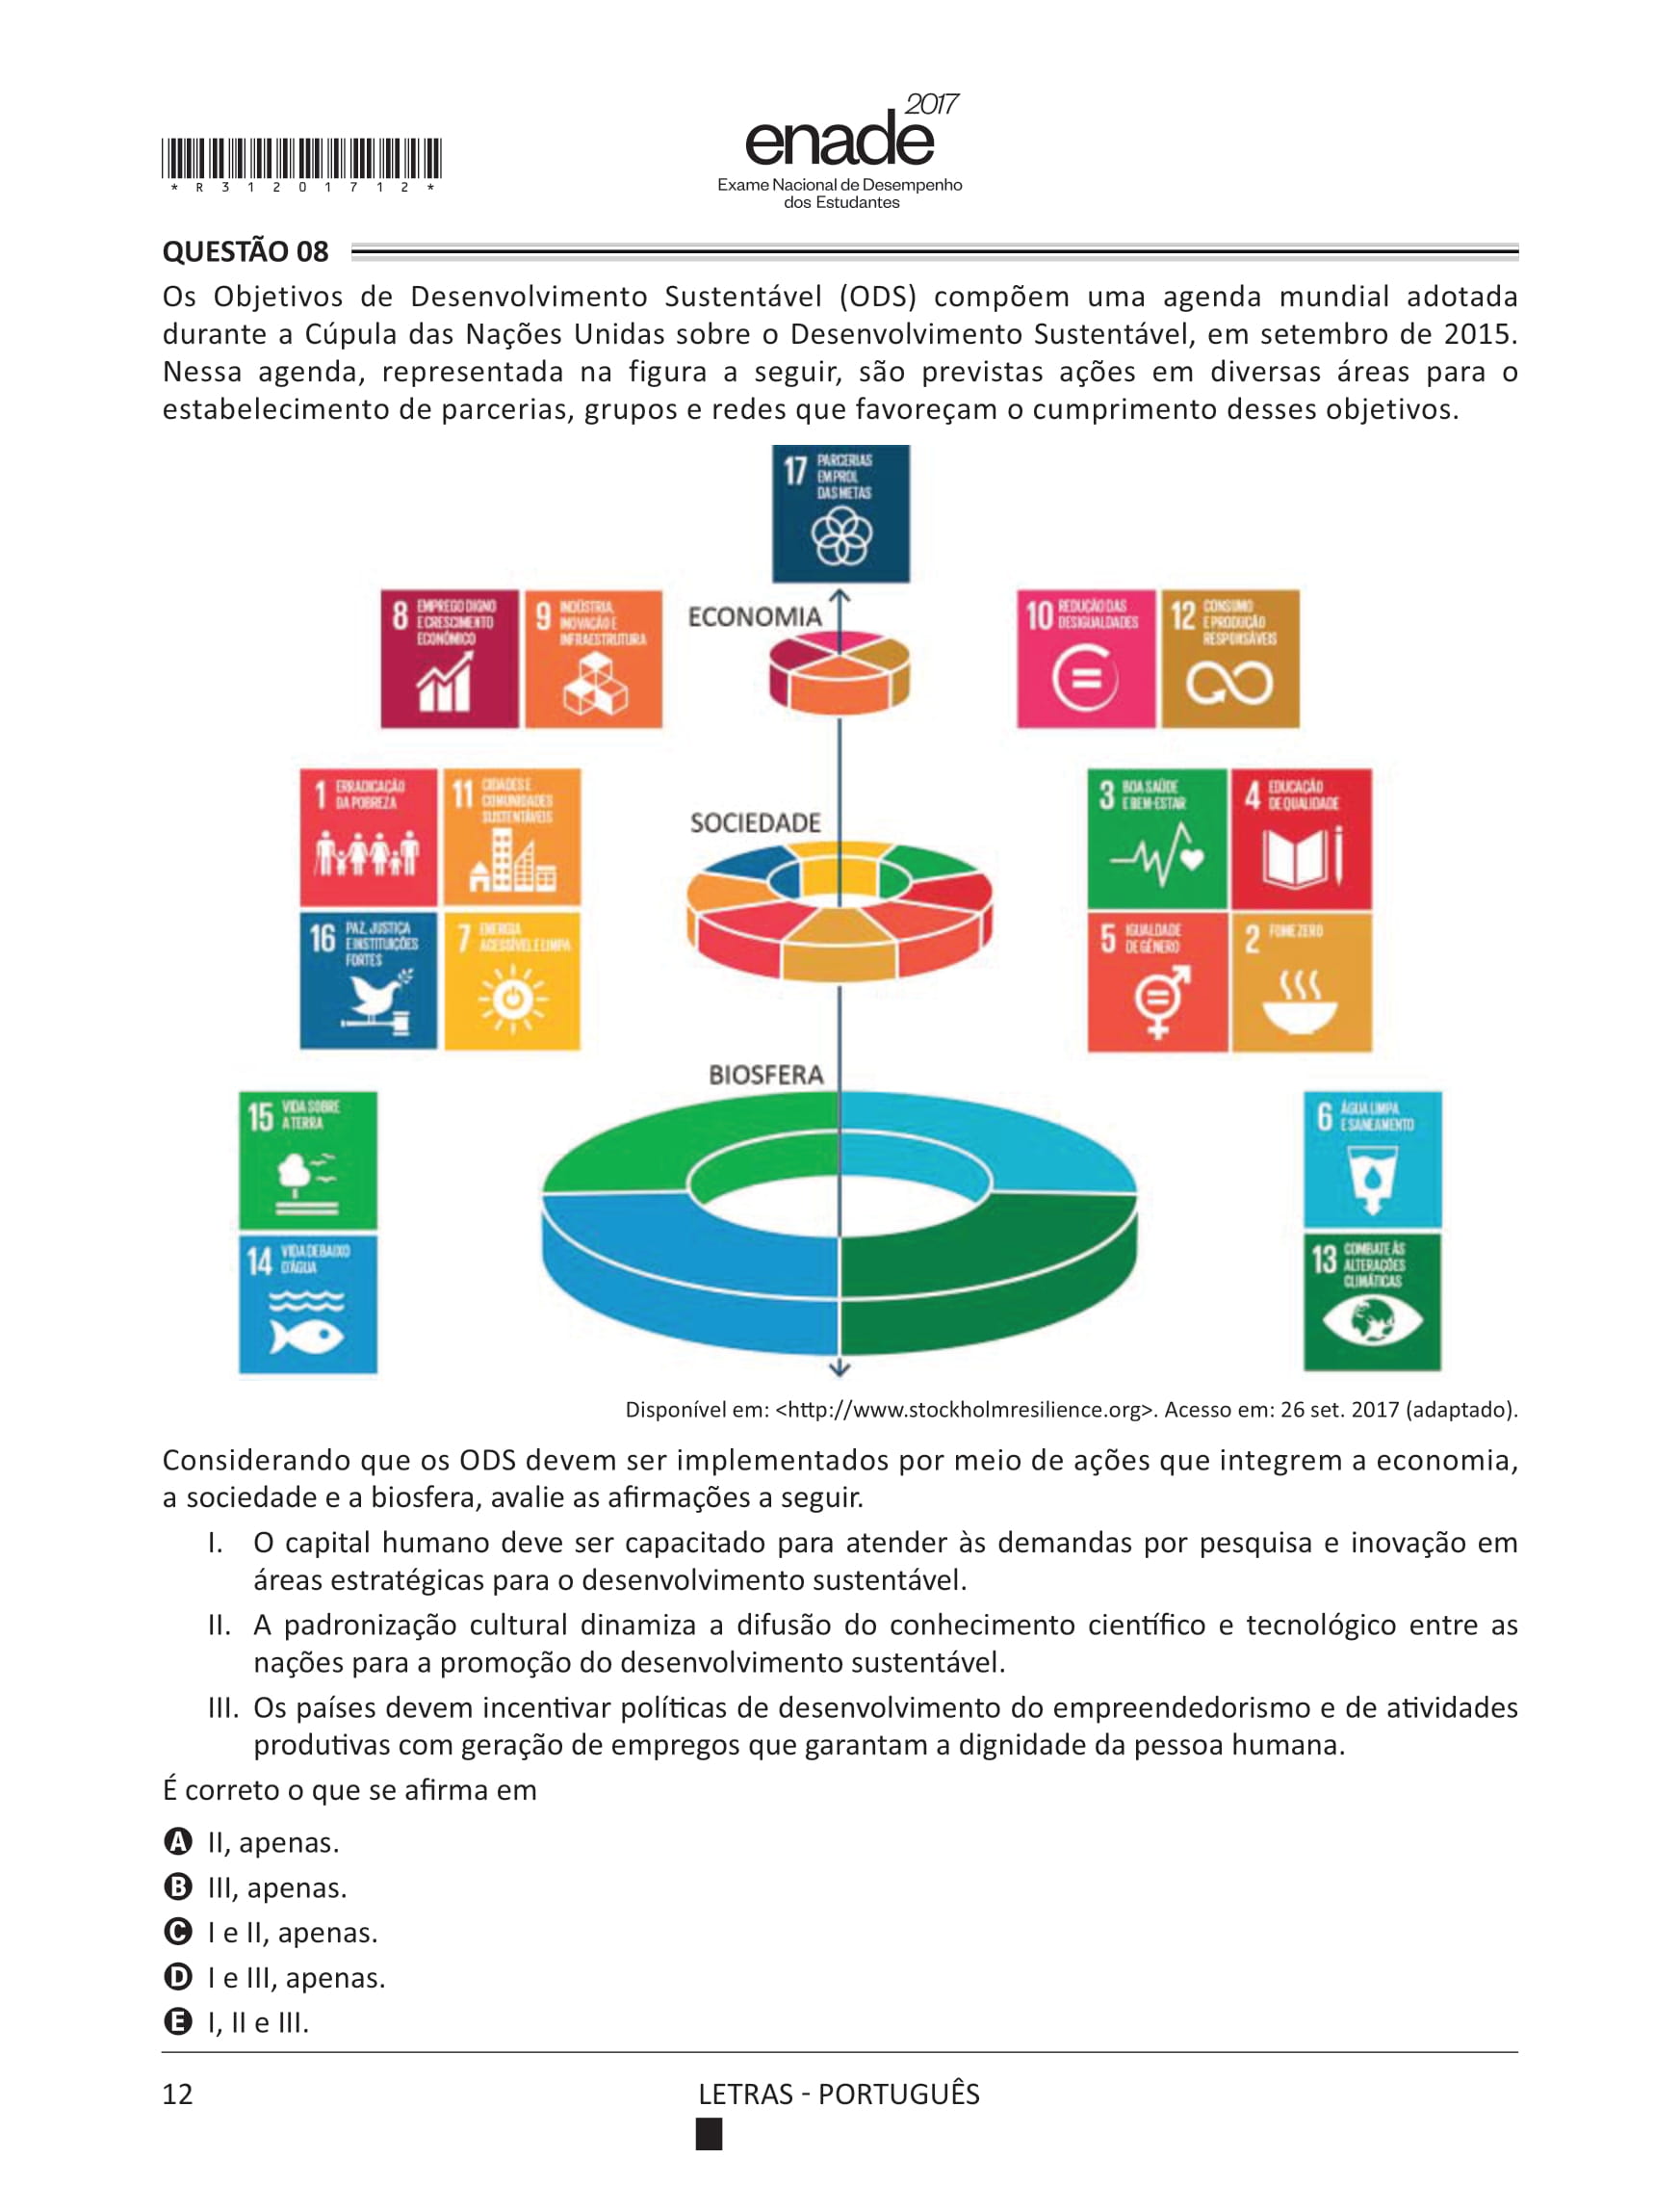 2017
enade
Exame Nacional de Desempenho
dos Estudantes
* R 3 1 2 0 1 7 1 2 *
QUESTÃO 08
Os Objetivos de Desenvolvimento Sustentável (ODS) compõem uma agenda mundial adotada
durante a Cúpula das Nações Unidas sobre o Desenvolvimento Sustentável, em setembro de 2015.
Nessa agenda, representada na figura a seguir, são previstas ações em diversas áreas para o
estabelecimento de parcerias, grupos e redes que favoreçam o cumprimento desses objetivos.
17 PARCERIAS
EM PROL
DAS METAS
8 EMPREGO DIGNO
E CRESCIMENTO
ECONÔMICO
9 INDÚSTRIA,
INOVAÇÃO E
INFRAESTRUTURA
ECONOMIA
10 REDUÇÃO DAS
DESIGUALDADES
12 CONSUMO
E PRODUÇÃO
RESPONSÁVEIS
1 ERRADICAÇÃO
DA POBREZA
11 CIDADES E
COMUNIDADES
SUSTENTÁVEIS
SOCIEDADE
3 BOA SAÚDE
E BEM-ESTAR
4 EDUCAÇÃO
DE QUALIDADE
16 PAZ, JUSTIÇA
E INSTITUIÇÕES
FORTES
7 ENERGIA
ACESSÍVEL E LIMPA
5 IGUALDADE
DE GÊNERO
2 FOME ZERO
BIOSFERA
15 VIDA SOBRE
A TERRA
6 ÁGUA LIMPA
E SANEAMENTO
14 VIDA DEBAIXO
D'ÁGUA
13 COMBATE ÀS
ALTERAÇÕES
CLIMÁTICAS
Disponível em: <http://www.stockholmresilience.org>. Acesso em: 26 set. 2017 (adaptado).
Considerando que os ODS devem ser implementados por meio de ações que integrem a economia,
a sociedade e a biosfera, avalie as afirmações a seguir.
I. O capital humano deve ser capacitado para atender às demandas por pesquisa e inovação em
áreas estratégicas para o desenvolvimento sustentável.
II. A padronização cultural dinamiza a difusão do conhecimento científico e tecnológico entre as
nações para a promoção do desenvolvimento sustentável.
III. Os países devem incentivar políticas de desenvolvimento do empreendedorismo e de atividades
produtivas com geração de empregos que garantam a dignidade da pessoa humana.
É correto o que se afirma em
A II, apenas.
B III, apenas.
C I e II, apenas.
D I e III, apenas.
E I, II e III.
12
LETRAS - PORTUGUÊS